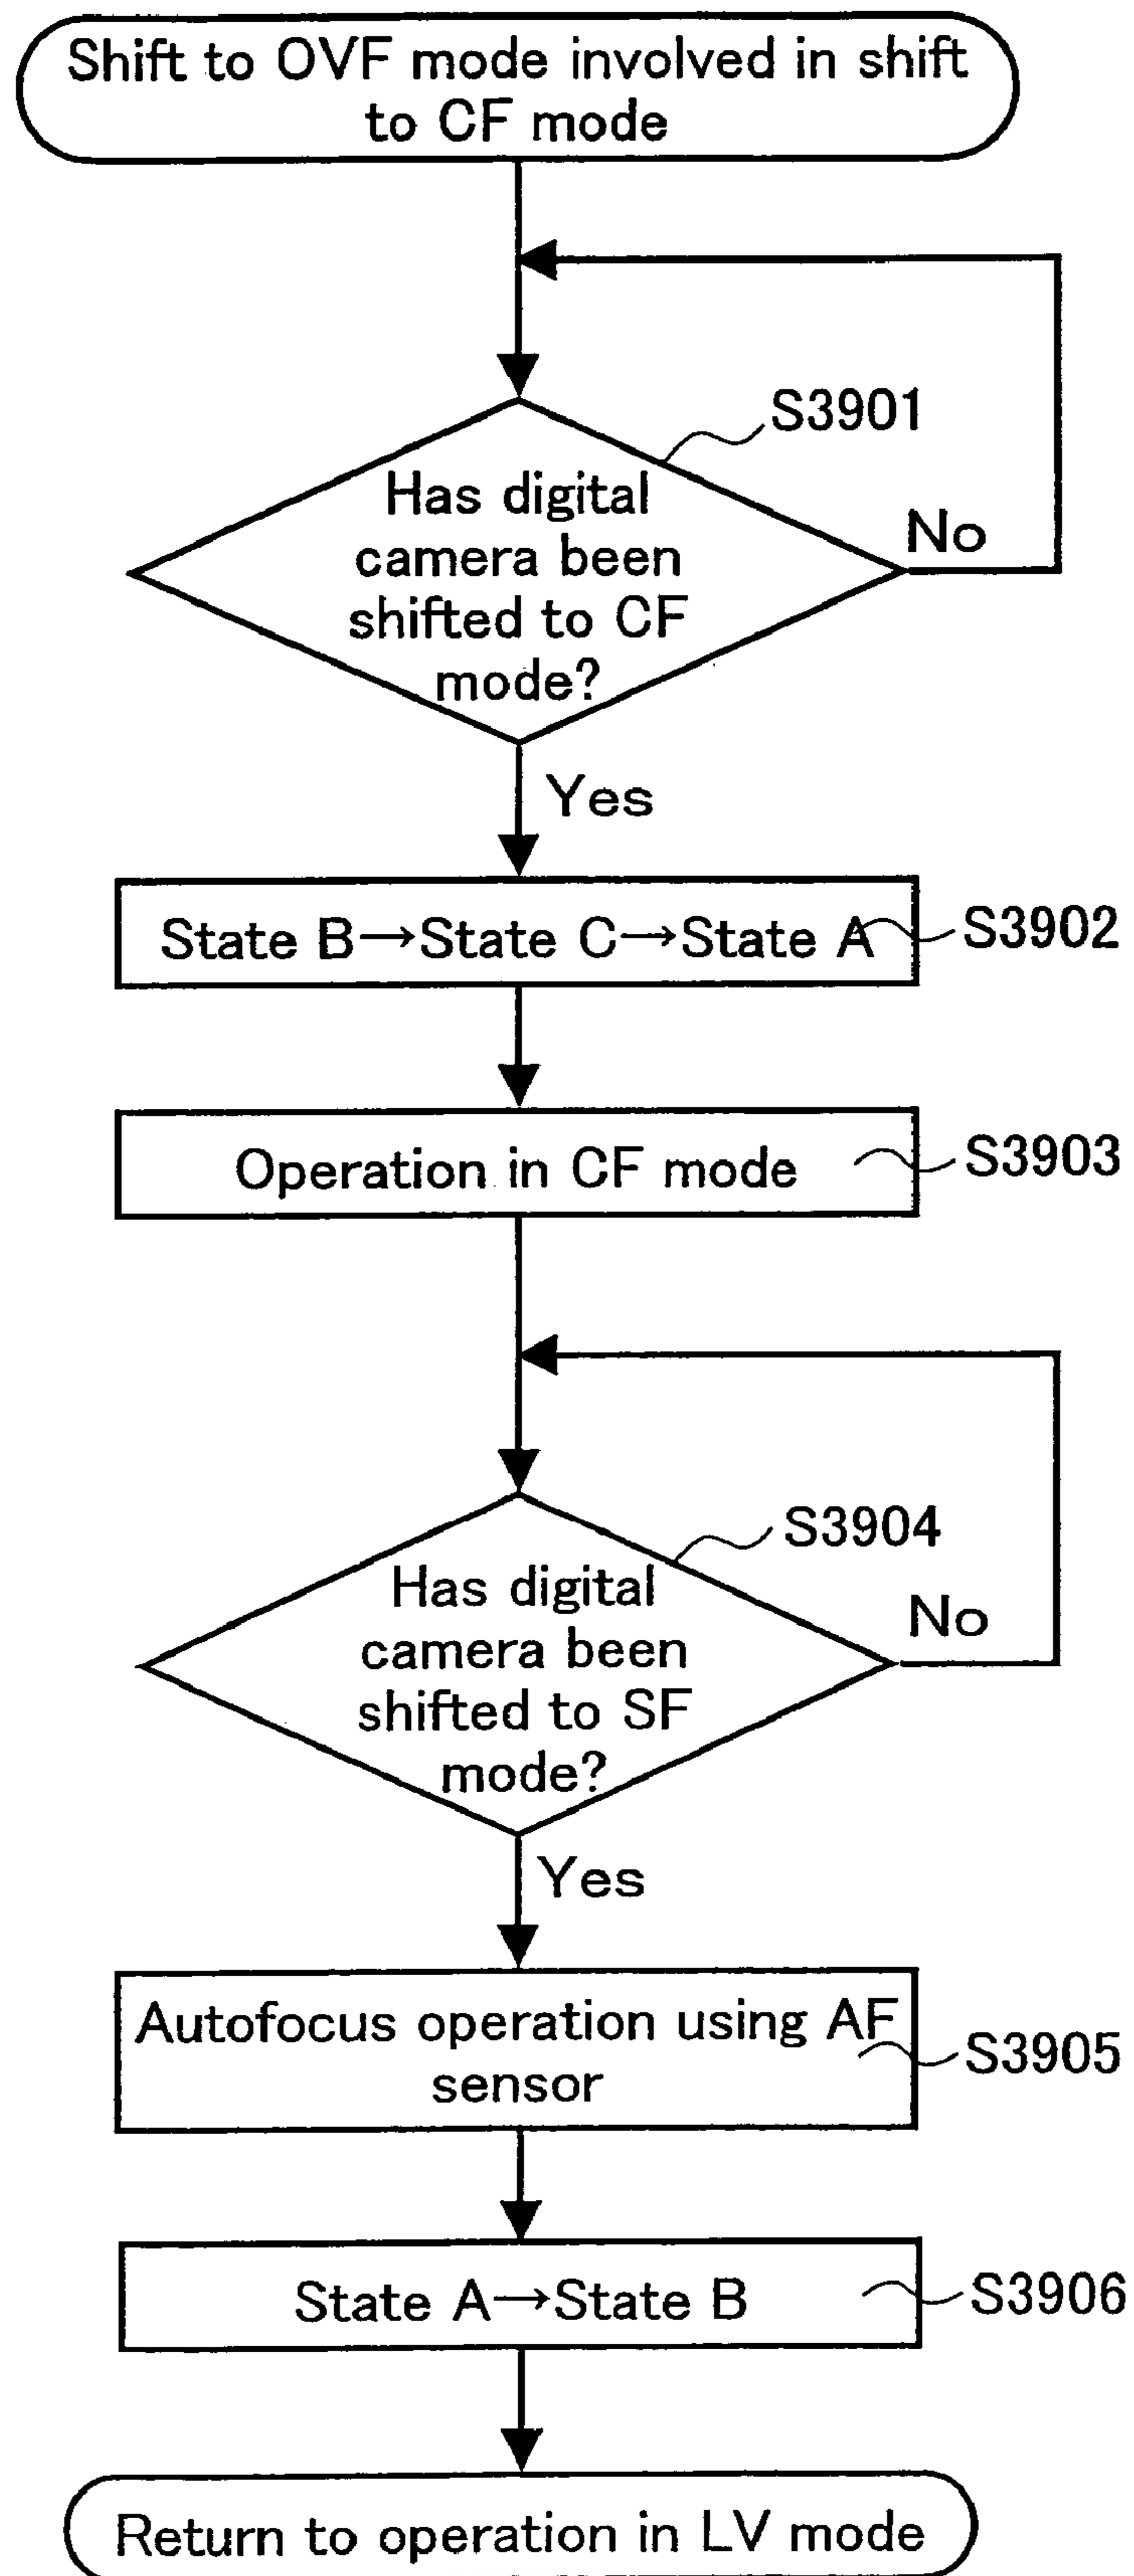 Shift to OVF mode involved in shift
to CF mode
S3901
Has digital
camera been
shifted to CF
mode?
No
Yes
State B→State C→State A
S3902
Operation in CF mode
S3903
S3904
Has digital
camera been
shifted to SF
mode?
No
Yes
Autofocus operation using AF
sensor
S3905
State A→State B
S3906
Return to operation in LV mode